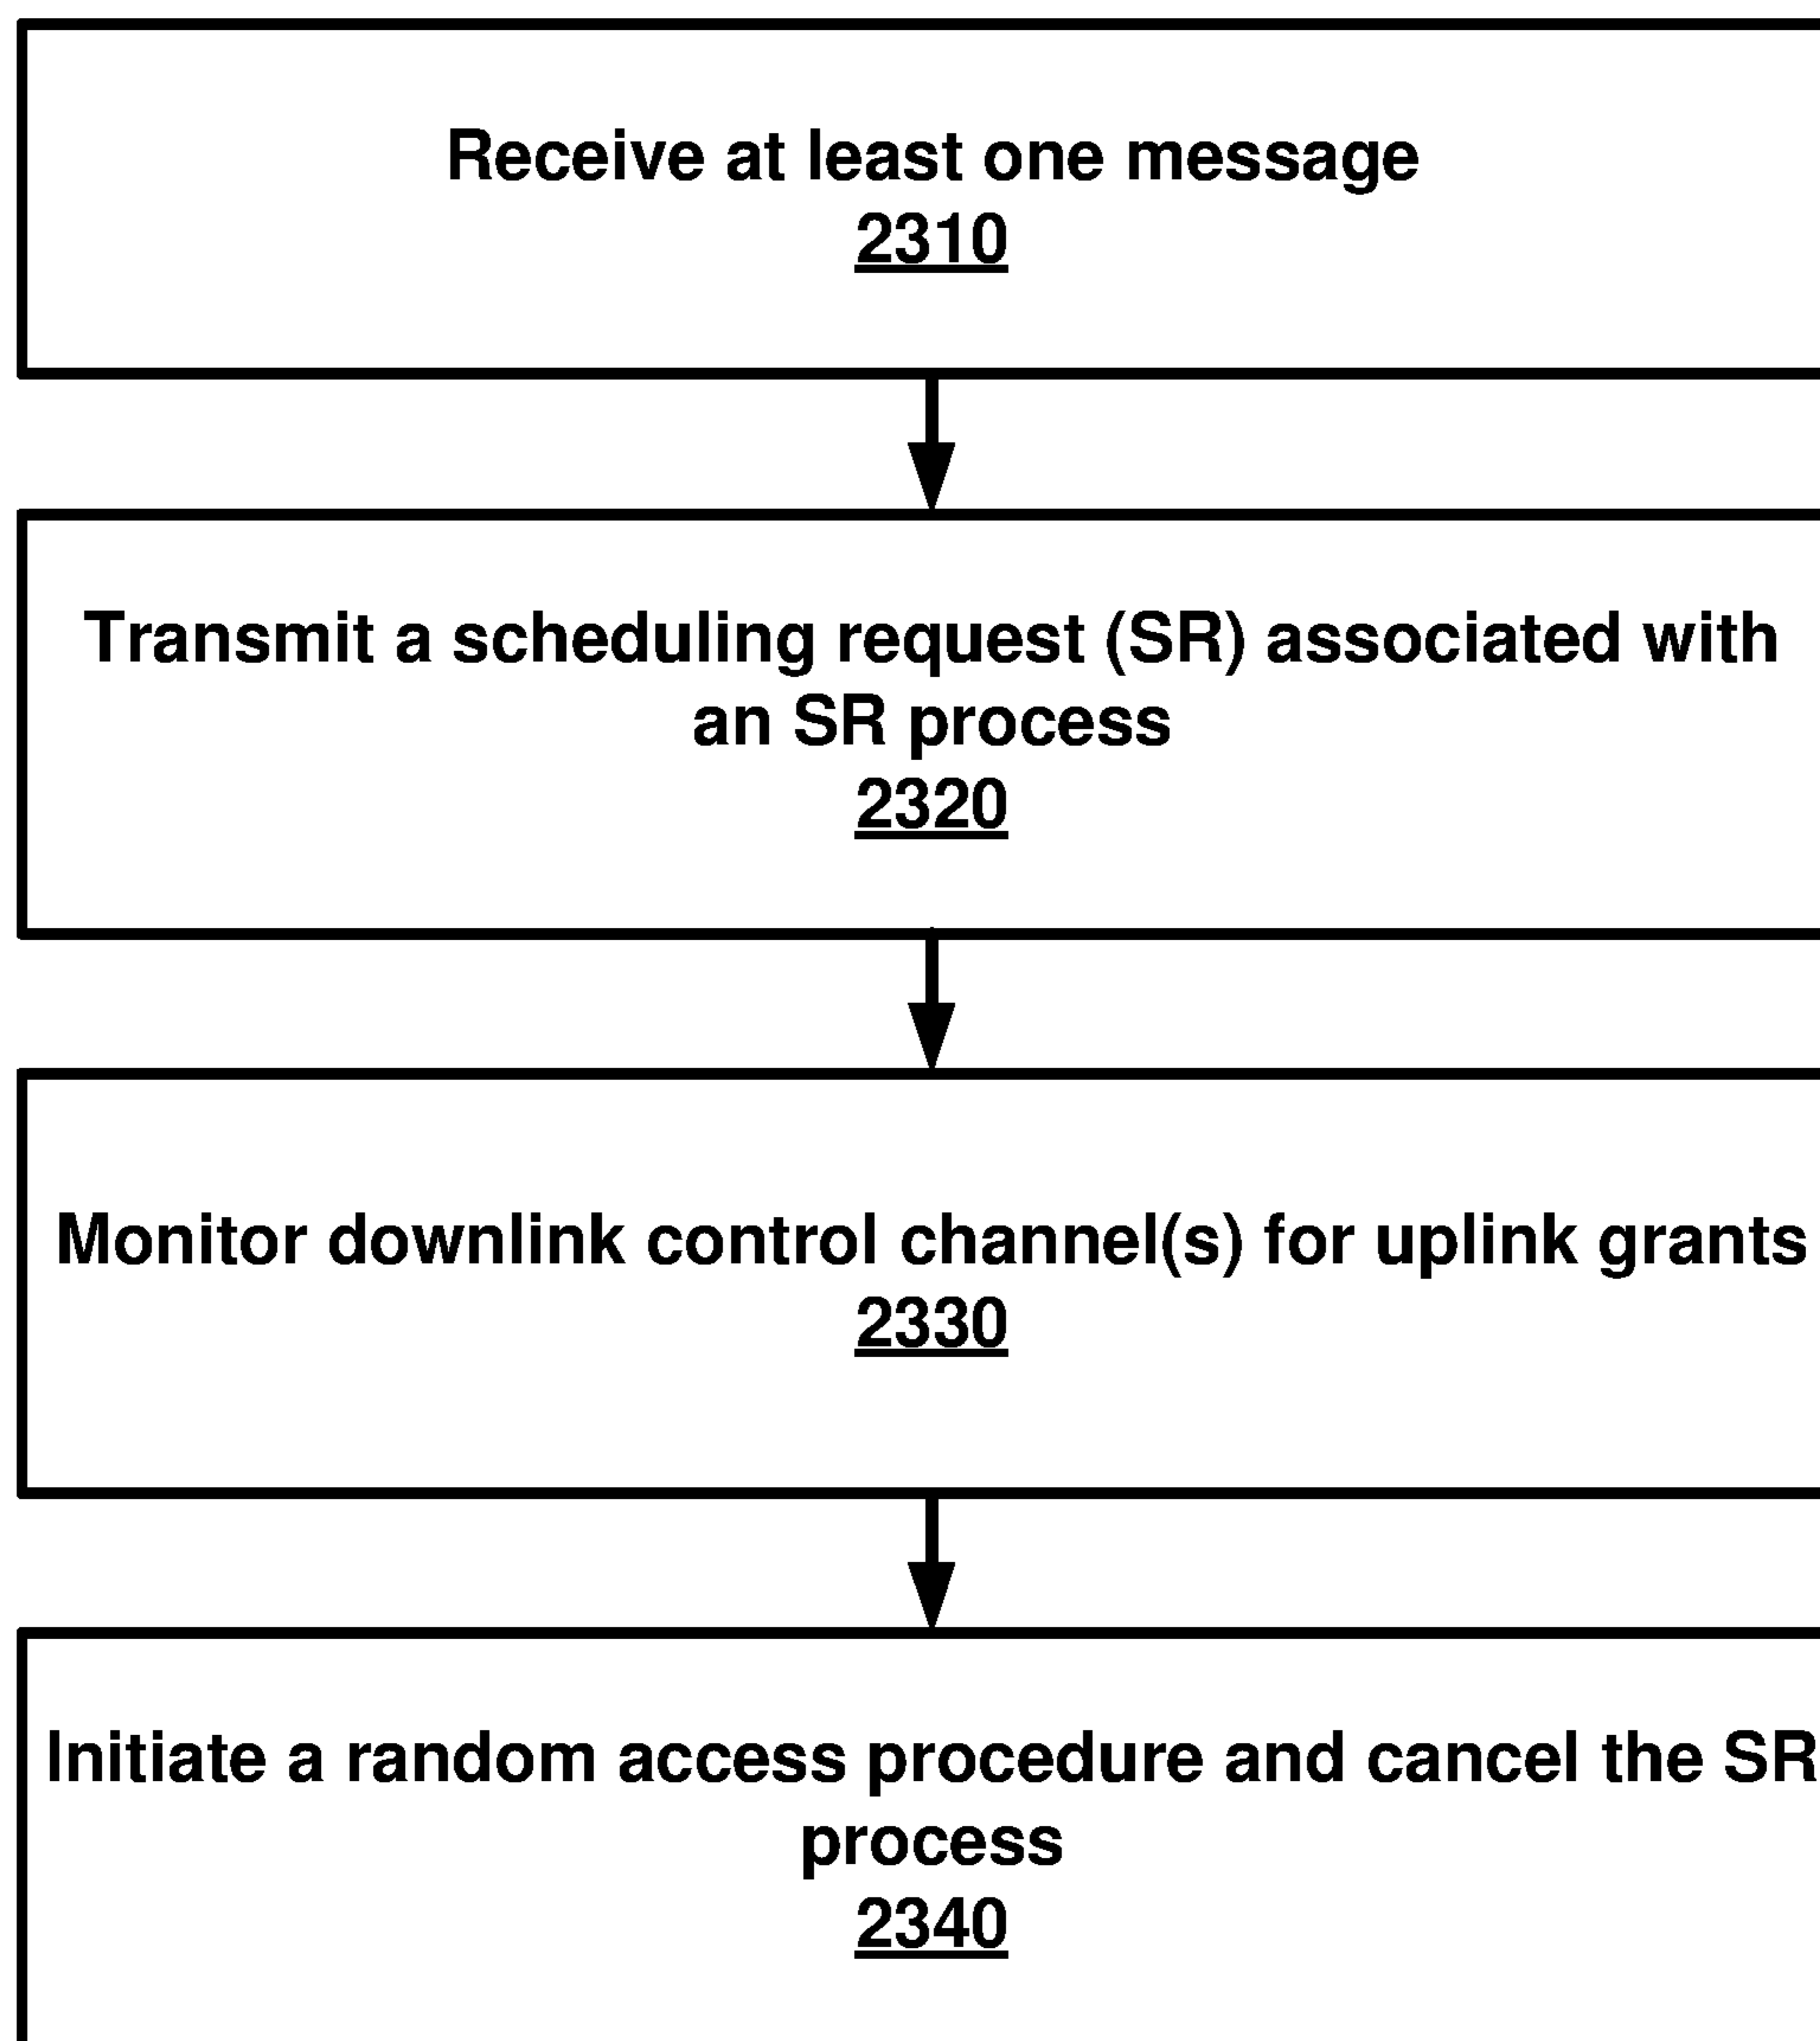 Receive at least one message
2310
Transmit a scheduling request (SR) associated with
an SR process
2320
Monitor downlink control channel(s) for uplink grants
2330
Initiate a random access procedure and cancel the SR
process
2340